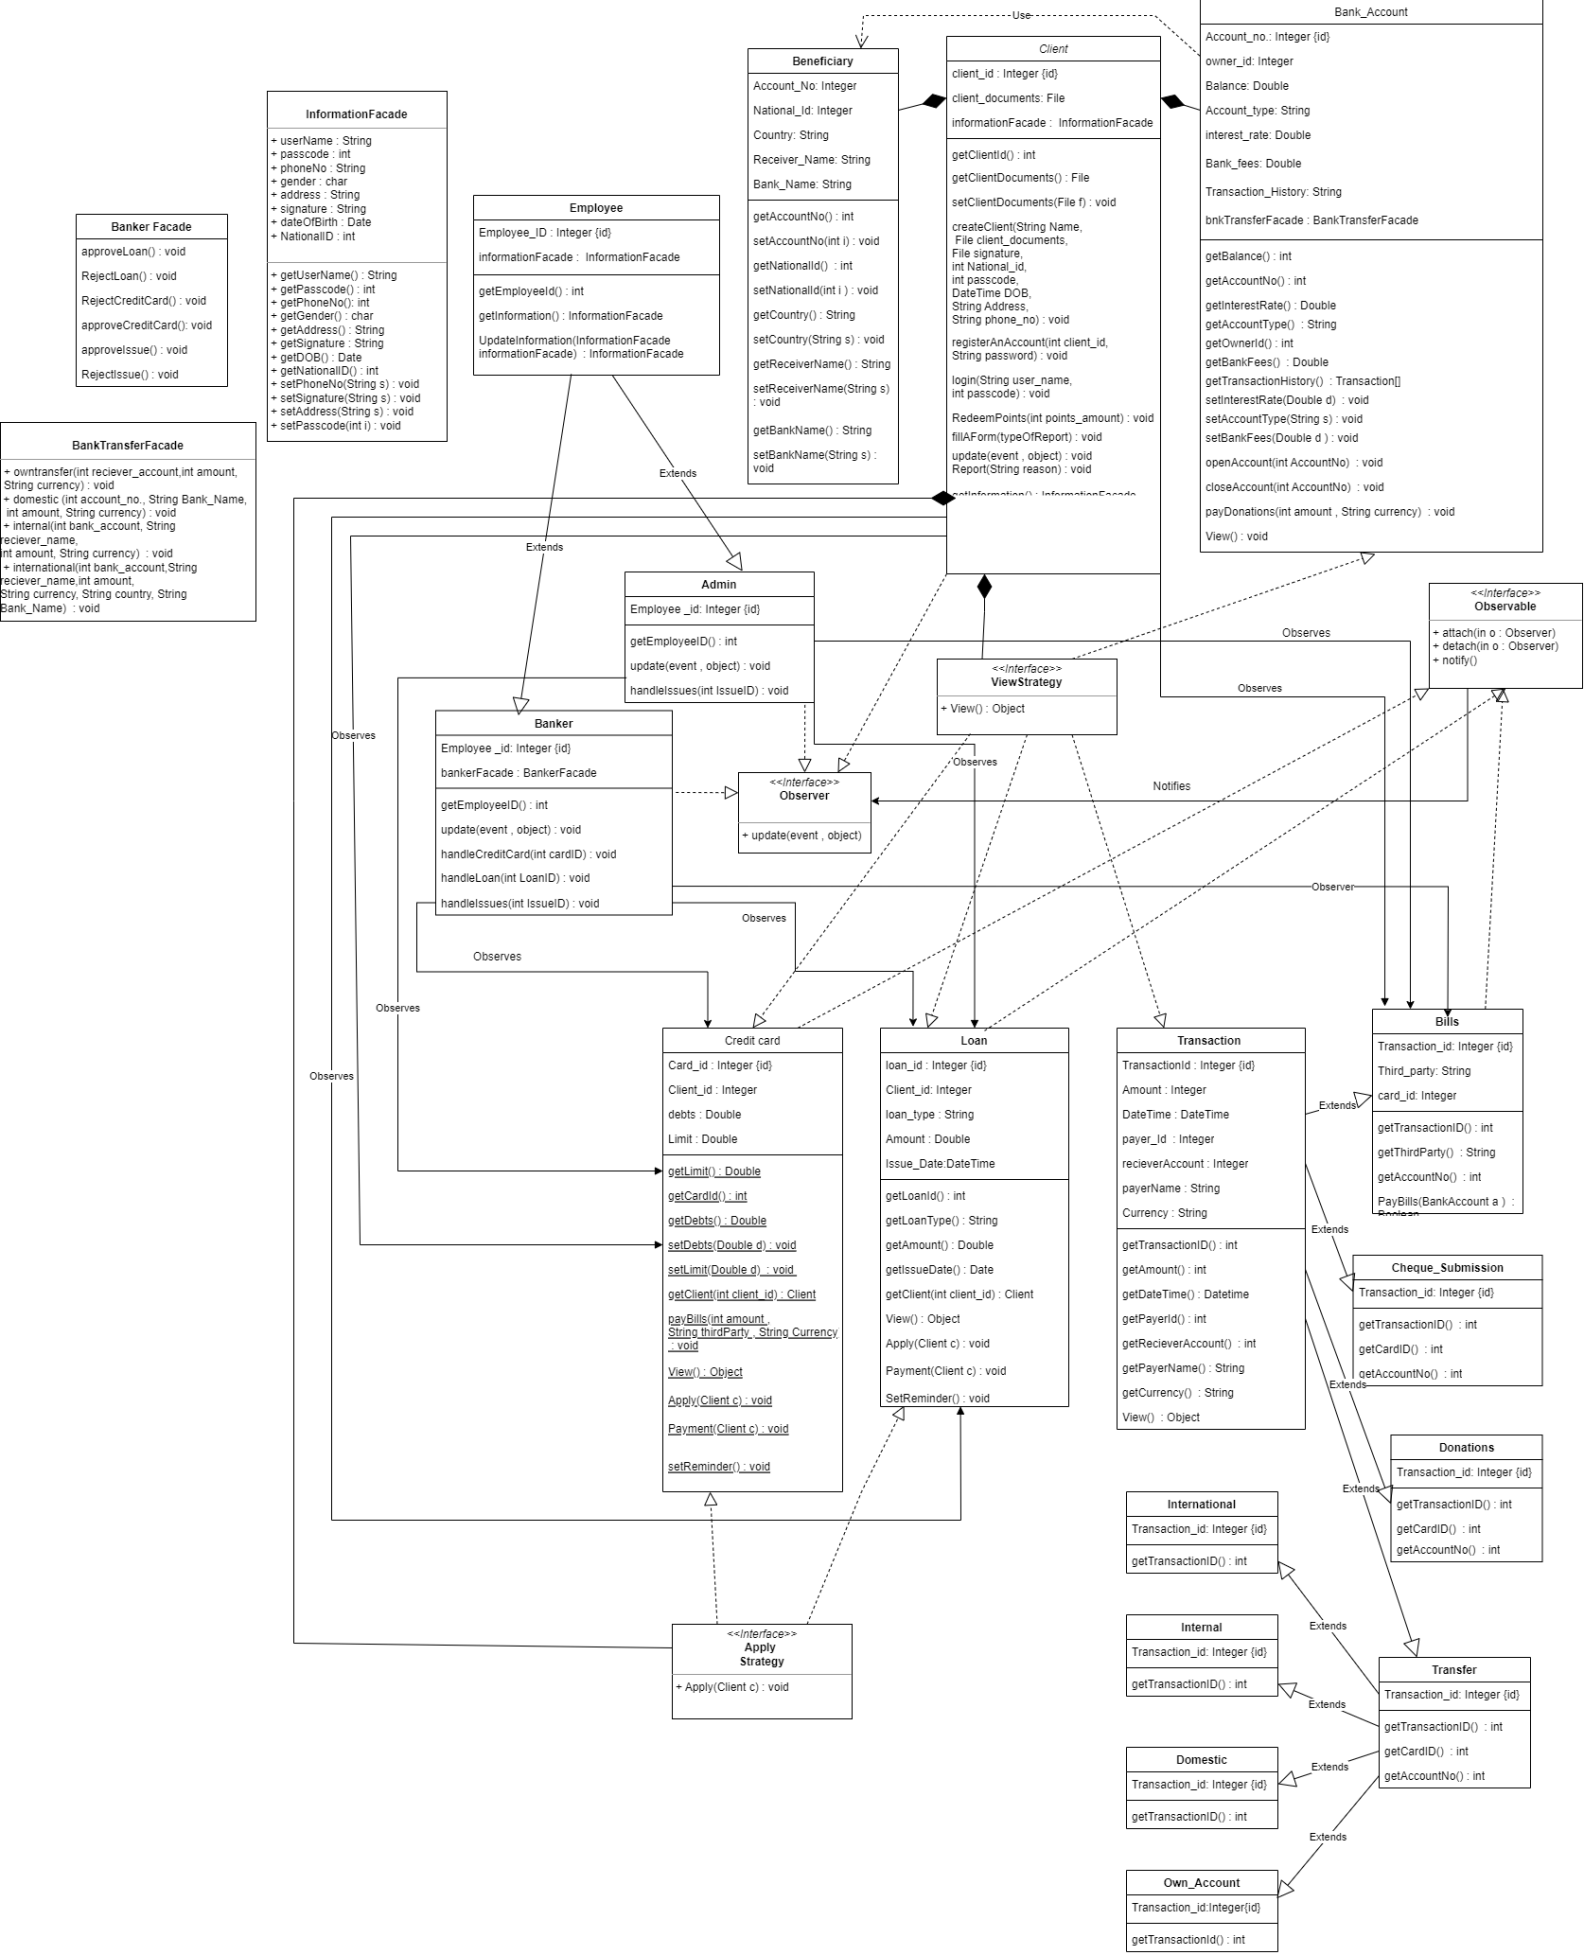 Use
Bank_Account
Account_no.: Integer {id}
owner_id: Integer
Balance: Double
Account_type: String
interest_rate: Double
Bank_fees: Double
Transaction_History: String
bnkTransferFacade : BankTransferFacade
getBalance() : int
getAccountNo() : int
getInterestRate() : Double
getAccountType()  : String
getOwnerId() : int
getBankFees()  : Double
getTransactionHistory()  : Transaction[]
setInterestRate(Double d)  : void
setAccountType(String s) : void
setBankFees(Double d ) : void
openAccount(int AccountNo)  : void
closeAccount(int AccountNo)  : void
payDonations(int amount , String currency)  : void
View() : void
Client
client_id : Integer {id}
client_documents: File
informationFacade :  InformationFacade
getClientId() : int
getClientDocuments() : File
setClientDocuments(File f) : void
createClient(String Name,
File client_documents,
File signature,
int National_id,
int passcode,
DateTime DOB,
String Address,
String phone_no) : void
registerAnAccount(int client_id,
String password) : void
login(String user_name,
int passcode) : void
RedeemPoints(int points_amount) : void
fillAForm(typeOfReport) : void
update(event , object) : void
Report(String reason) : void
getInformation() : InformationFacade
Beneficiary
Account_No: Integer
National_Id: Integer
Country: String
Receiver_Name: String
Bank_Name: String
getAccountNo() : int
setAccountNo(int i) : void
getNationalId()  : int
setNationalId(int i ) : void
getCountry() : String
setCountry(String s) : void
getReceiverName() : String
setReceiverName(String s)
: void
getBankName() : String
setBankName(String s) :
void
InformationFacade
+ userName : String
+ passcode : int
+ phoneNo : String
+ gender : char
+ address : String
+ signature : String
+ dateOfBirth : Date
+ NationalID : int
+ getUserName() : String
+ getPasscode() : int
+ getPhoneNo(): int
+ getGender() : char
+ getAddress() : String
+ getSignature : String
+ getDOB() : Date
+ getNationalID() : int
+ setPhoneNo(String s) : void
+ setSignature(String s) : void
+ setAddress(String s) : void
+ setPasscode(int i) : void
Employee
Employee_ID : Integer {id}
informationFacade :  InformationFacade
getEmployeeId() : int
getInformation() : InformationFacade
UpdateInformation(InformationFacade
informationFacade)  : InformationFacade
Banker Facade
approveLoan() : void
RejectLoan() : void
RejectCreditCard() : void
approveCreditCard(): void
approveIssue() : void
RejectIssue() : void
BankTransferFacade
+ owntransfer(int reciever_account,int amount,
String currency) : void
+ domestic (int account_no., String Bank_Name,
int amount, String currency) : void
+ internal(int bank_account, String
reciever_name,
int amount, String currency)  : void
+ international(int bank_account,String
reciever_name,int amount,
String currency, String country, String
Bank_Name)  : void
Extends
Extends
Admin
Employee _id: Integer {id}
getEmployeeID() : int
update(event , object) : void
handleIssues(int IssueID) : void
Observes
<<Interface>>
Observable
+ attach(in o : Observer)
+ detach(in o : Observer)
+ notify()
<<Interface>>
ViewStrategy
+ View() : Object
Observes
Observes
Banker
Employee _id: Integer {id}
bankerFacade : BankerFacade
getEmployeeID() : int
update(event , object) : void
handleCreditCard(int cardID) : void
handleLoan(int LoanID) : void
handleIssues(int IssueID) : void
<<Interface>>
Observer
+ update(event , object)
Observes
Notifies
Observer
Observes
Observes
Observes
Observes
Credit card
Card_id : Integer {id}
Client_id : Integer
debts : Double
Limit : Double
getLimit() : Double
getCardId() : int
getDebts() : Double
setDebts(Double d) : void
setLimit(Double d)  : void
getClient(int client_id) : Client
payBills(int amount ,
String thirdParty , String Currency
: void
View() : Object
Apply(Client c) : void
Payment(Client c) : void
setReminder() : void
Loan
loan_id : Integer {id}
Client_id: Integer
loan_type : String
Amount : Double
Issue_Date:DateTime
getLoanId() : int
getLoanType() : String
getAmount() : Double
getIssueDate() : Date
getClient(int client_id) : Client
View() : Object
Apply(Client c) : void
Payment(Client c) : void
SetReminder() : void
Transaction
TransactionId : Integer {id}
Amount : Integer
DateTime : DateTime
payer_Id  : Integer
recieverAccount : Integer
payerName : String
Currency : String
getTransactionID() : int
getAmount() : int
getDateTime() : Datetime
getPayerId() : int
getRecieverAccount()  : int
getPayerName() : String
getCurrency()  : String
View()  : Object
Bills
Transaction_id: Integer {id}
Third_party: String
card_id: Integer
getTransactionID() : int
getThirdParty()  : String
getAccountNo()  : int
PayBills(BankAccount a )  :
Boolean
Extends
Extends
Cheque_Submission
Transaction_id: Integer {id}
getTransactionID()  : int
getCardID()  : int
getAccountNo()  : int
Extends
Donations
Transaction_id: Integer {id}
getTransactionID() : int
getCardID()  : int
getAccountNo()  : int
Extends
International
Transaction_id: Integer {id}
getTransactionID() : int
Extends
Internal
Transaction_id: Integer {id}
getTransactionID() : int
Extends
Transfer
Transaction_id: Integer {id}
getTransactionID()  : int
getCardID()  : int
getAccountNo() : int
Domestic
Transaction_id: Integer {id}
getTransactionID() : int
Extends
Extends
Own_Account
Transaction_id:Integer{id}
getTransactionId() : int
<<Interface>>
Apply
Strategy
+ Apply(Client c) : void